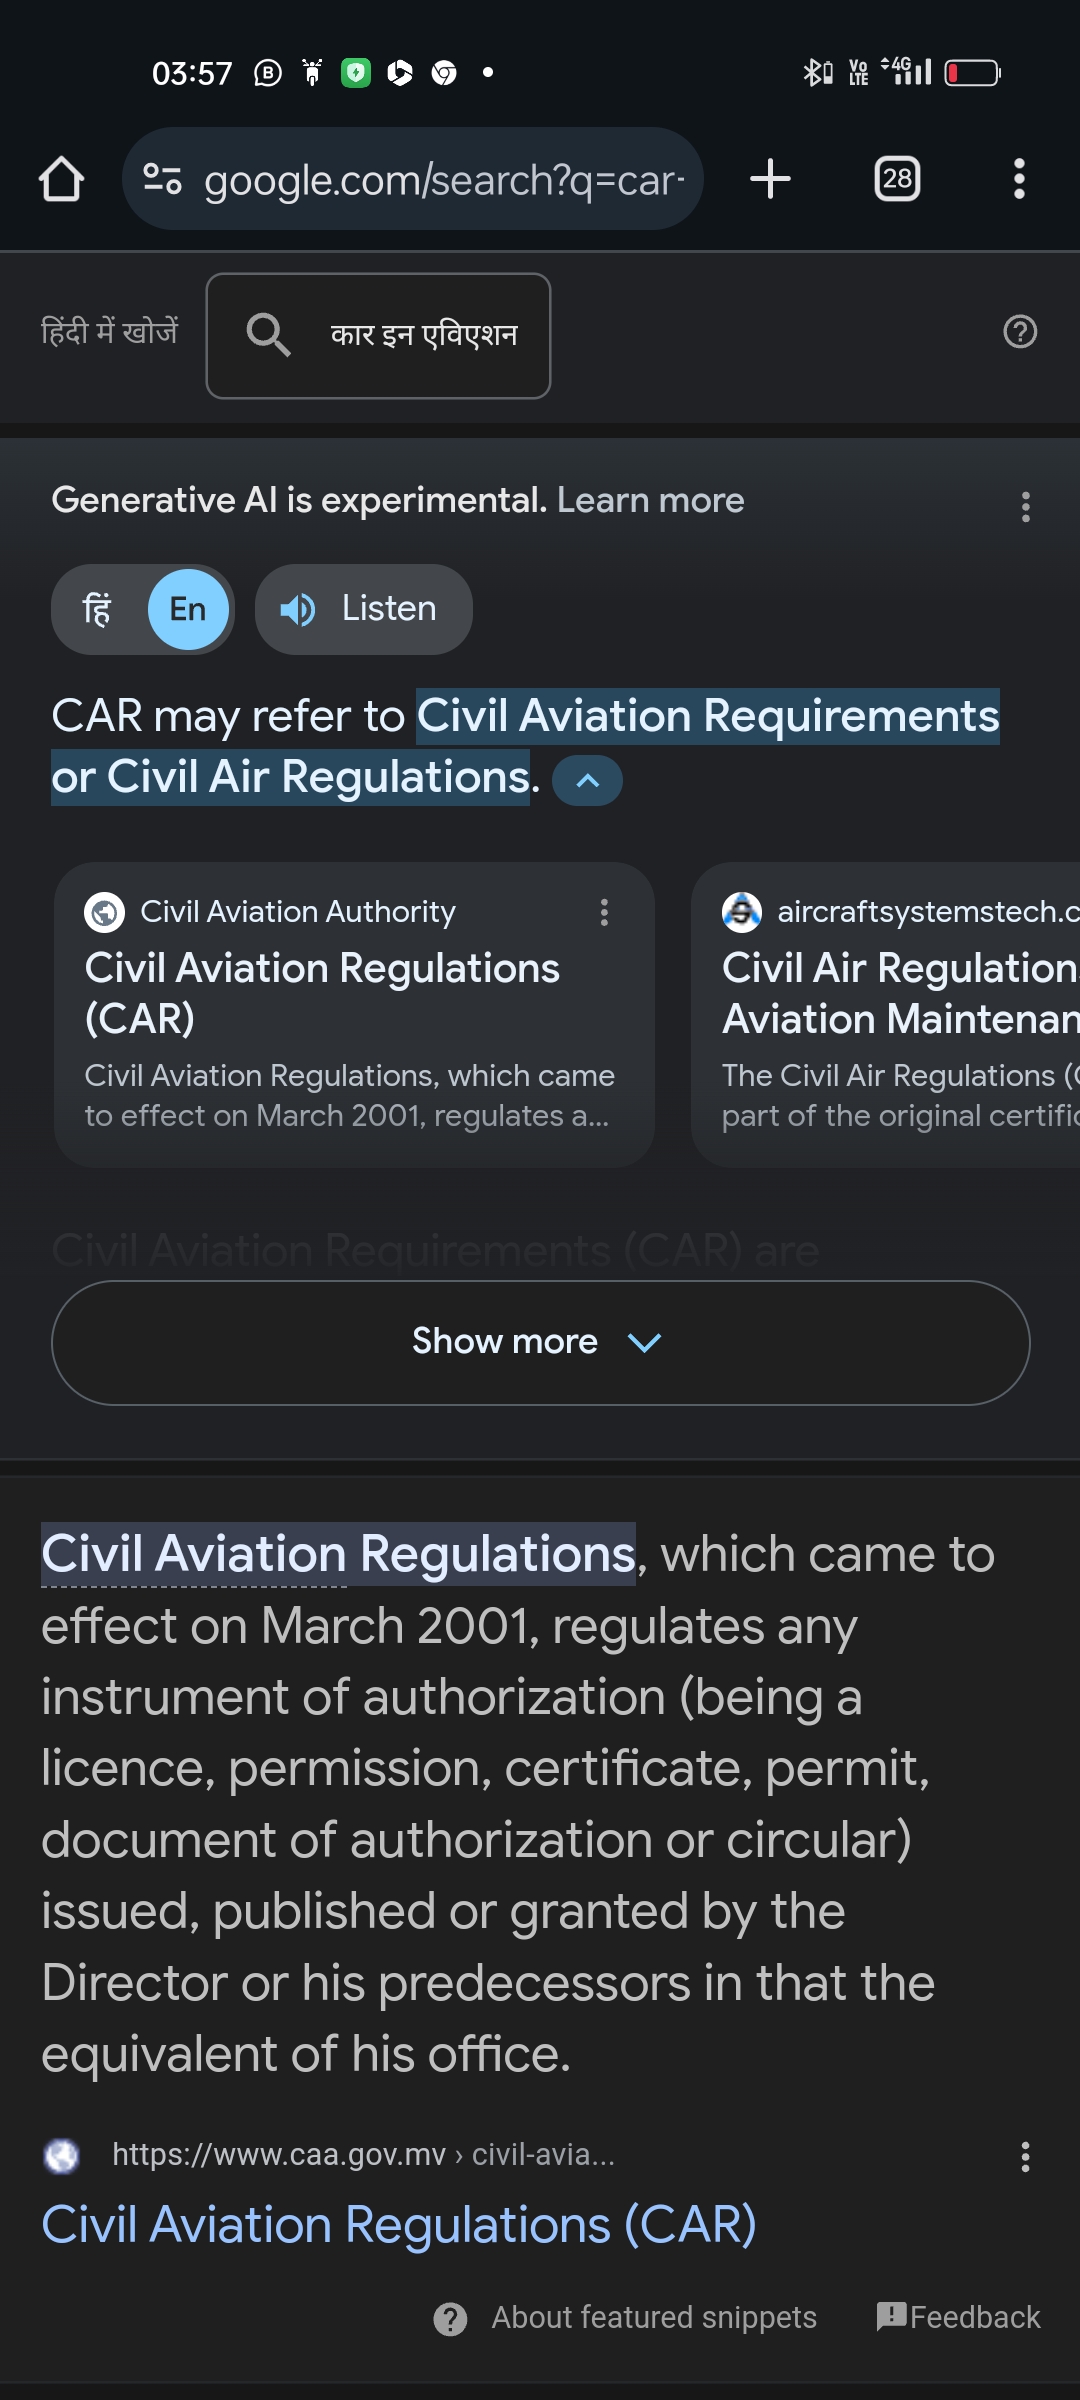 03:57
Vo LTE 4G
google.com/search?q=car-
28
हिंदी में खोजें
कार इन एविएशन
Generative AI is experimental. Learn more
हिं En Listen
CAR may refer to Civil Aviation Requirements
or Civil Air Regulations.
Civil Aviation Authority
Civil Aviation Regulations
(CAR)
Civil Aviation Regulations, which came
to effect on March 2001, regulates a...
aircraftsystemstech.c
Civil Air Regulations
Aviation Maintenan
The Civil Air Regulations (C
part of the original certific
Civil Aviation Requirements (CAR) are
Show more
Civil Aviation Regulations, which came to
effect on March 2001, regulates any
instrument of authorization (being a
licence, permission, certificate, permit,
document of authorization or circular)
issued, published or granted by the
Director or his predecessors in that the
equivalent of his office.
https://www.caa.gov.mv › civil-avia...
Civil Aviation Regulations (CAR)
About featured snippets
Feedback